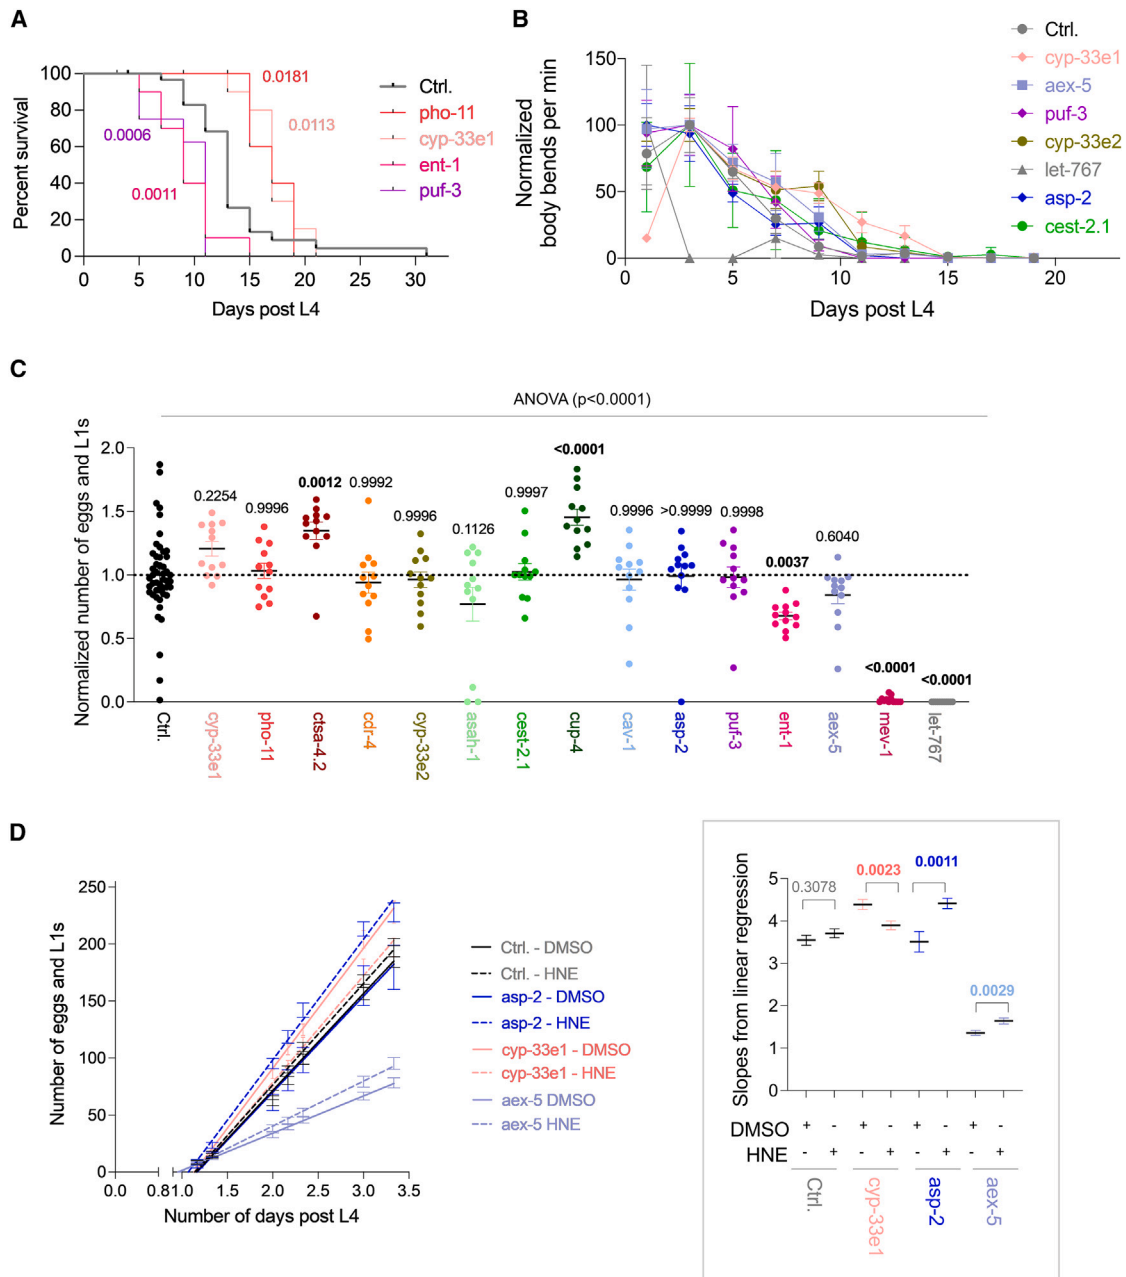 A
Percent survival
100
80
60
40
20
0
0 5 10 15 20 25 30
Days post L4
0.0181
0.0113
0.0006
0.0011
Ctrl.
pho-11
cyp-33e1
ent-1
puf-3
B
Normalized
body bends per min
150
100
50
0
0 5 10 15 20
Days post L4
Ctrl.
cyp-33e1
aex-5
puf-3
cyp-33e2
let-767
asp-2
cest-2.1
C
ANOVA (p<0.0001)
Normalized number of eggs and L1s
2.0
1.5
1.0
0.5
0.0
0.2254 0.9996 0.0012 0.9992 0.9996 0.1126 0.9997 <0.0001 0.9996 >0.9999 0.9998 0.0037 0.6040 <0.0001 <0.0001
Ctrl. cyp-33e1 pho-11 ctsa-4.2 cdr-4 cyp-33e2 asah-1 cest-2.1 cup-4 cav-1 asp-2 puf-3 ent-1 aex-5 mev-1 let-767
D
Number of eggs and L1s
250
200
150
100
50
0
0.0 0.8 1.0 1.5 2.0 2.5 3.0 3.5
Number of days post L4
Ctrl. - DMSO
Ctrl. - HNE
asp-2 - DMSO
asp-2 - HNE
cyp-33e1 - DMSO
cyp-33e1 - HNE
aex-5 DMSO
aex-5 HNE
Slopes from linear regression
5
4
3
2
1
0
0.3078
0.0023
0.0011
0.0029
DMSO + - + - + - + -
HNE - + - + - + - +
Ctrl. cyp-33e1 asp-2 aex-5